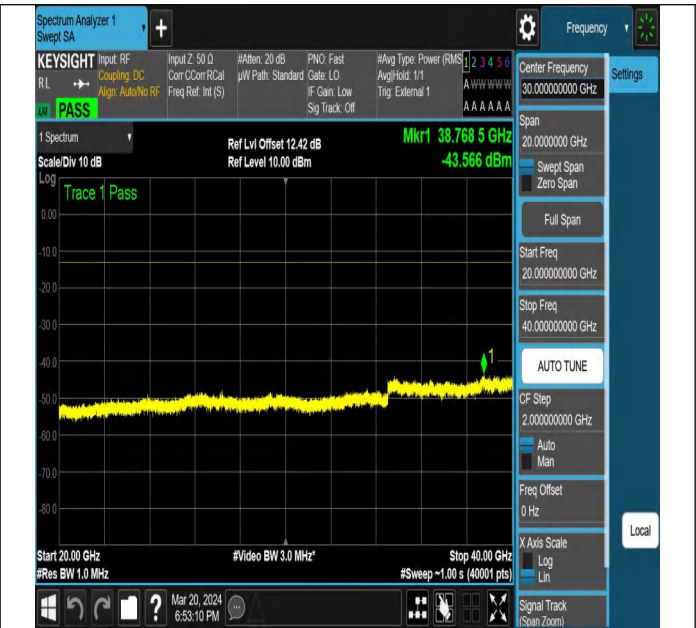 Spectrum Analyzer 1
Swept SA
Frequency
KEYSIGHT
RL
PASS
Input: RF
Coupling: DC
Align: Auto/No RF
Input Z: 50 Ω
Corr CCorr RCal
Freq Ref: Int (S)
#Atten: 20 dB
µW Path: Standard
PNO: Fast
Gate: LO
IF Gain: Low
Sig Track: Off
#Avg Type: Power (RMS
Avg|Hold: 1/1
Trig: External 1
1 2 3 4 5 6
A W W W W W
A A A A A A
1 Spectrum
Scale/Div 10 dB
Ref Lvl Offset 12.42 dB
Ref Level 10.00 dBm
Mkr1 38.768 5 GHz
-43.566 dBm
Log
Trace 1 Pass
0.00
-10.0
-20.0
-30.0
-40.0
-50.0
-60.0
-70.0
-80.0
1
Start 20.00 GHz
#Res BW 1.0 MHz
#Video BW 3.0 MHz*
Stop 40.00 GHz
#Sweep ~1.00 s (40001 pts)
Mar 20, 2024
6:53:10 PM
?
Center Frequency
30.000000000 GHz
Settings
Span
20.0000000 GHz
Swept Span
Zero Span
Full Span
Start Freq
20.000000000 GHz
Stop Freq
40.000000000 GHz
AUTO TUNE
CF Step
2.000000000 GHz
Auto
Man
Freq Offset
0 Hz
X Axis Scale
Log
Lin
Local
Signal Track
(Span Zoom)